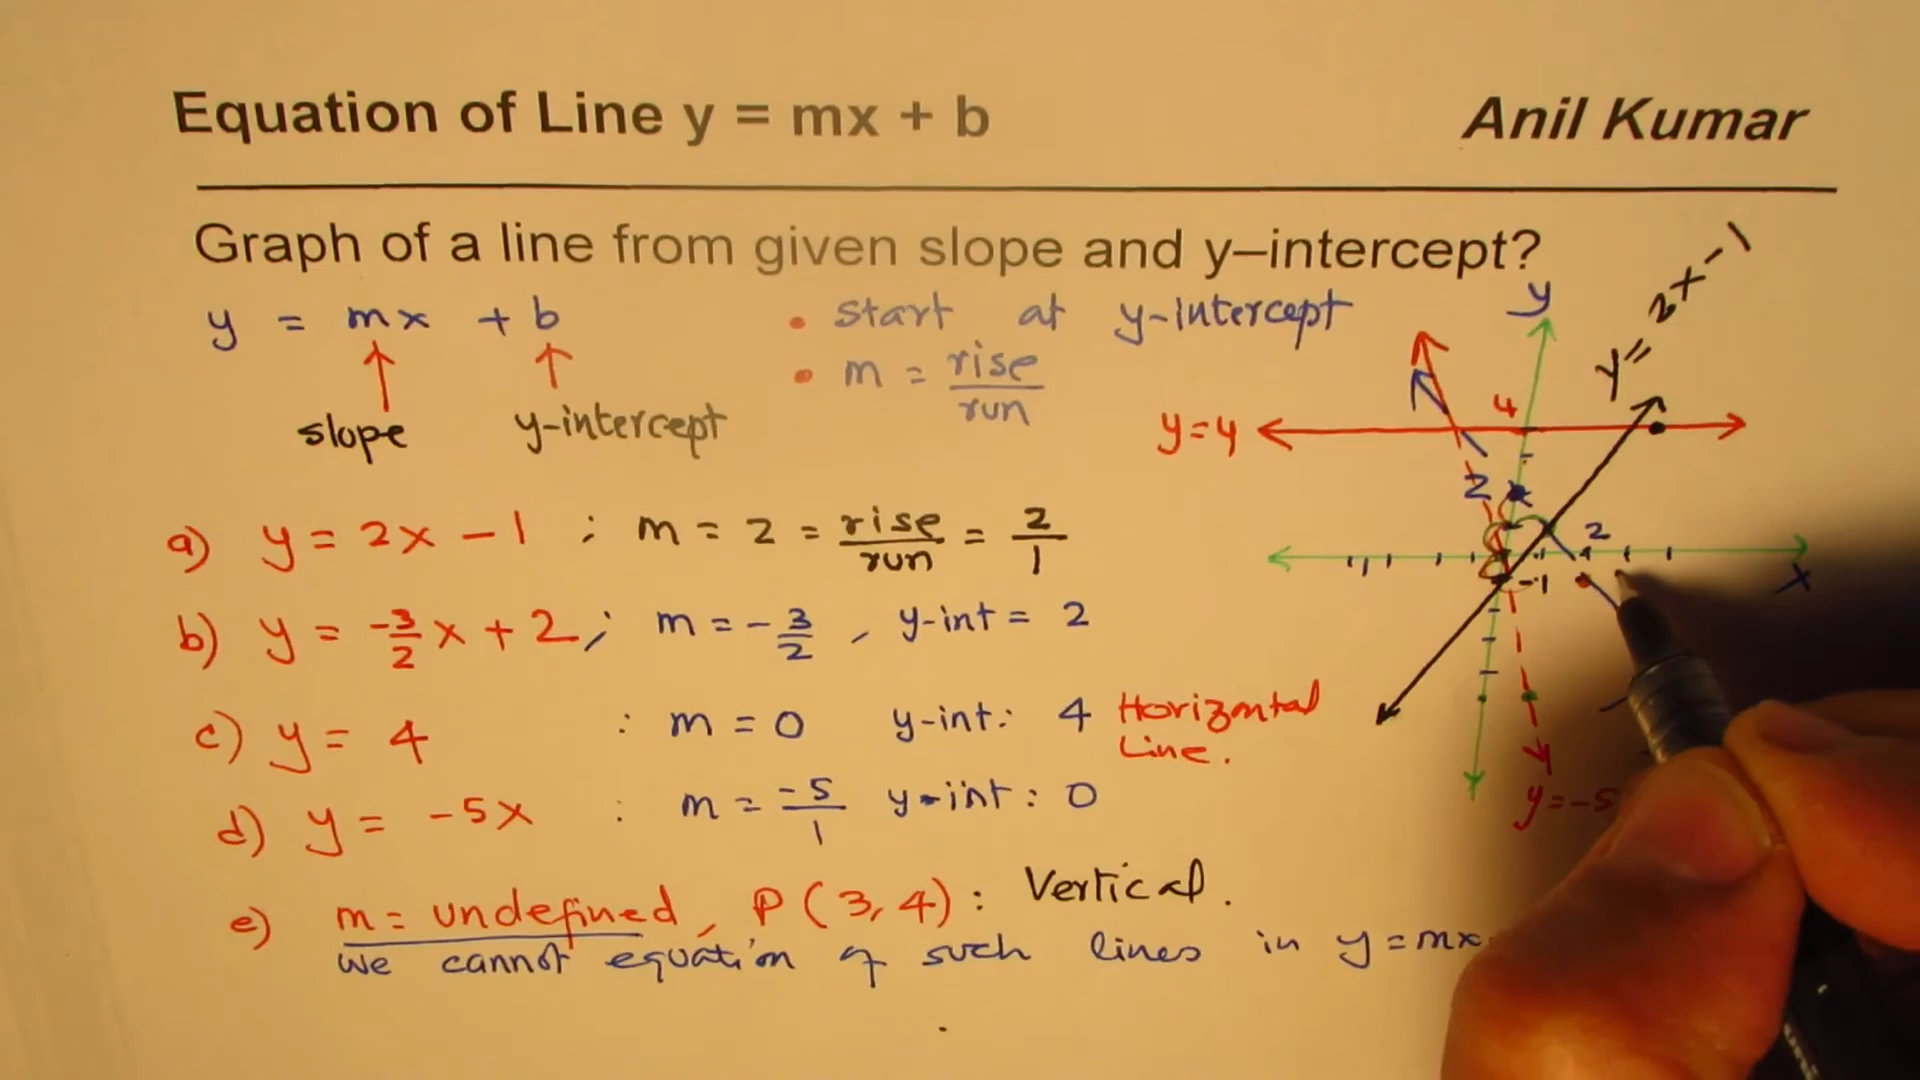 Equation of Line y = mx + b
Anil Kumar
Graph of a line from given slope and y–intercept?
y = mx + b
slope
y-intercept
• start at y-intercept
• m = rise/run
a) y = 2x - 1 ; m = 2 = rise/run = 2/1
b) y = -3/2 x + 2 ; m = -3/2 , y-int = 2
c) y = 4 : m = 0 y-int: 4 Horizontal
Line.
d) y = -5x : m = -5/1 y-int: 0
e) m = undefined, P(3,4) : Vertical.
we cannot equation of such lines in y = mx
y
y = 2x - 1
4
y=4
2
2
-1
x
y=-5